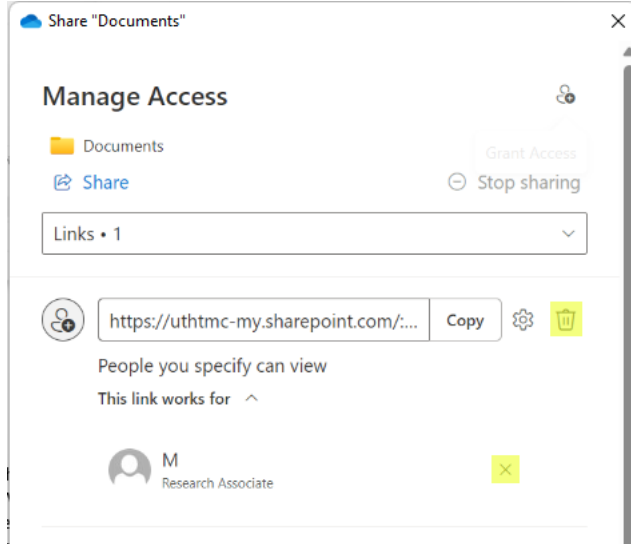 Share "Documents"
Manage Access
Documents
Grant Access
Share
Stop sharing
Links • 1
https://uthtmc-my.sharepoint.com/:...
Copy
People you specify can view
This link works for
M
Research Associate